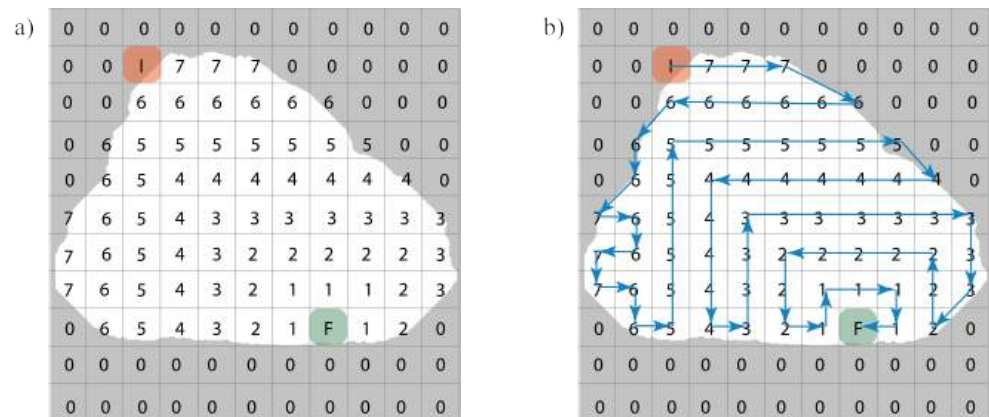 a)
0 0 0 0 0 0 0 0 0 0 0
0 0 I 7 7 7 0 0 0 0 0
0 0 6 6 6 6 6 6 0 0 0
0 6 5 5 5 5 5 5 5 0 0
0 6 5 4 4 4 4 4 4 4 0
7 6 5 4 3 3 3 3 3 3 3
7 6 5 4 3 2 2 2 2 2 3
7 6 5 4 3 2 1 1 1 2 3
0 6 5 4 3 2 1 F 1 2 0
0 0 0 0 0 0 0 0 0 0 0
0 0 0 0 0 0 0 0 0 0 0
b)
0 0 0 0 0 0 0 0 0 0 0
0 0 I 7 7 7 0 0 0 0 0
0 0 6 6 6 6 6 6 0 0 0
0 6 5 5 5 5 5 5 5 0 0
0 6 5 4 4 4 4 4 4 4 0
7 6 5 4 3 3 3 3 3 3 3
7 6 5 4 3 2 2 2 2 2 3
7 6 5 4 3 2 1 1 1 2 3
0 6 5 4 3 2 1 F 1 2 0
0 0 0 0 0 0 0 0 0 0 0
0 0 0 0 0 0 0 0 0 0 0